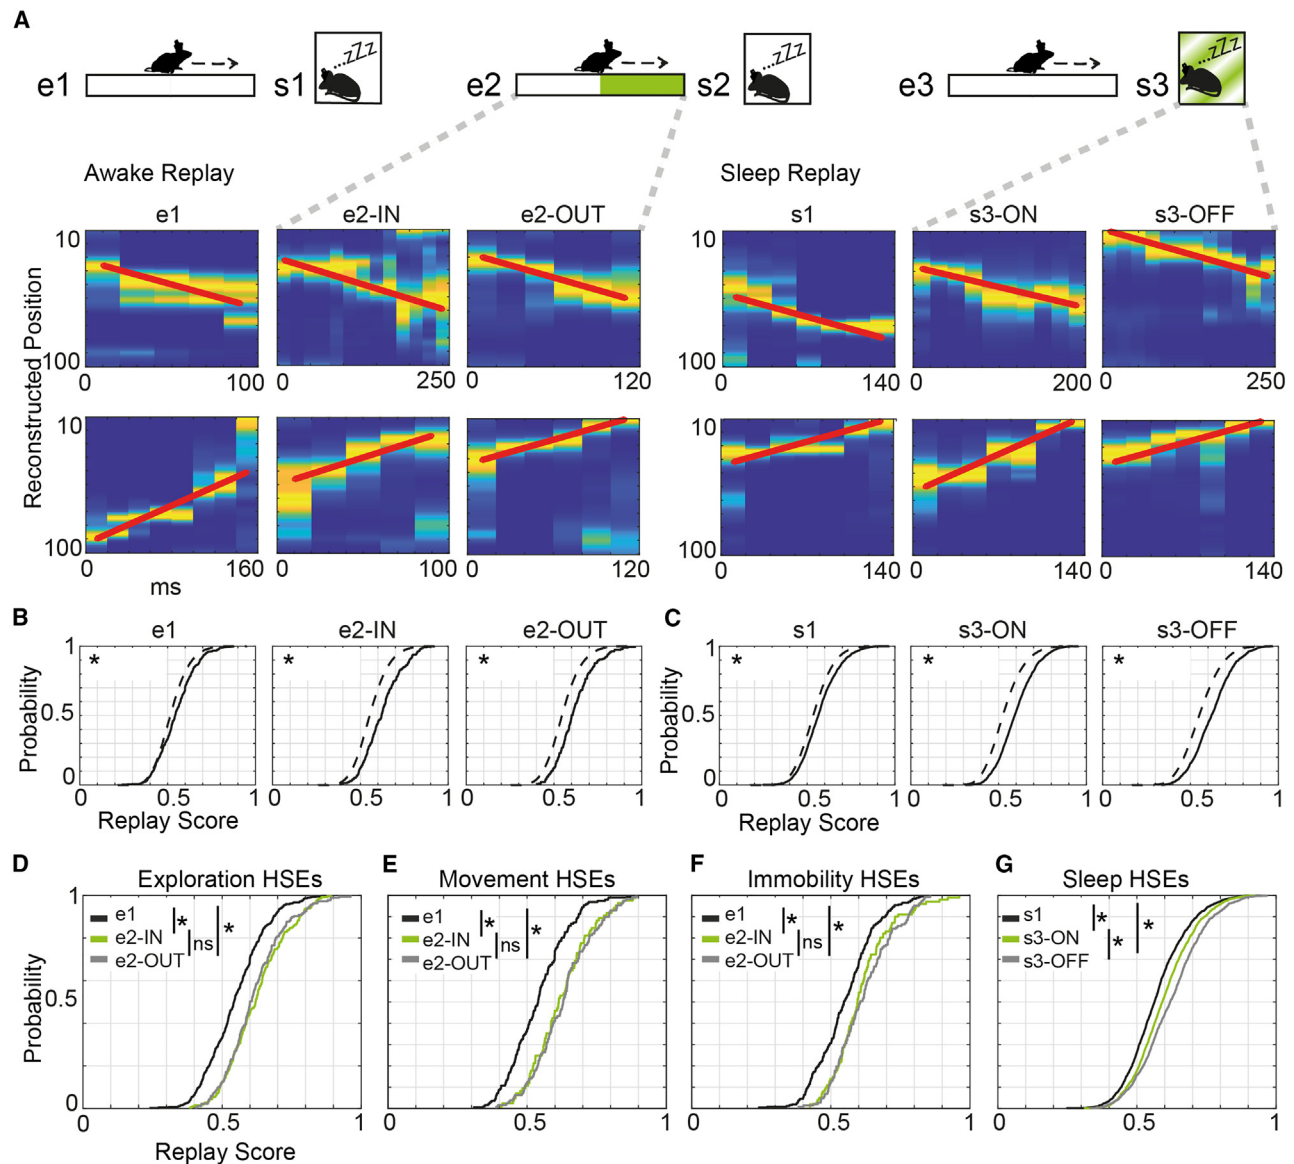 A
e1 s1 e2 s2 e3 s3
...zZz ...zZz ...zZz
Awake Replay
Sleep Replay
e1 e2-IN e2-OUT s1 s3-ON s3-OFF
Reconstructed Position
10 10
100 100
0 100 0 250 0 120 0 140 0 200 0 250
10 10
100 100
0 160 0 100 0 120 0 140 0 140 0 140
ms
B
e1 e2-IN e2-OUT
Probability
1
0.5
0
* * *
0 0.5 1 0 0.5 1 0 0.5 1
Replay Score
C
s1 s3-ON s3-OFF
Probability
1
0.5
0
* * *
0 0.5 1 0 0.5 1 0 0.5 1
Replay Score
D
Exploration HSEs
Probability
1
0.5
0
e1
e2-IN
e2-OUT
* ns *
0 0.5 1
Replay Score
E
Movement HSEs
e1
e2-IN
e2-OUT
* ns *
0 0.5 1
F
Immobility HSEs
e1
e2-IN
e2-OUT
* ns *
0 0.5 1
G
Sleep HSEs
s1
s3-ON
s3-OFF
* * *
0 0.5 1